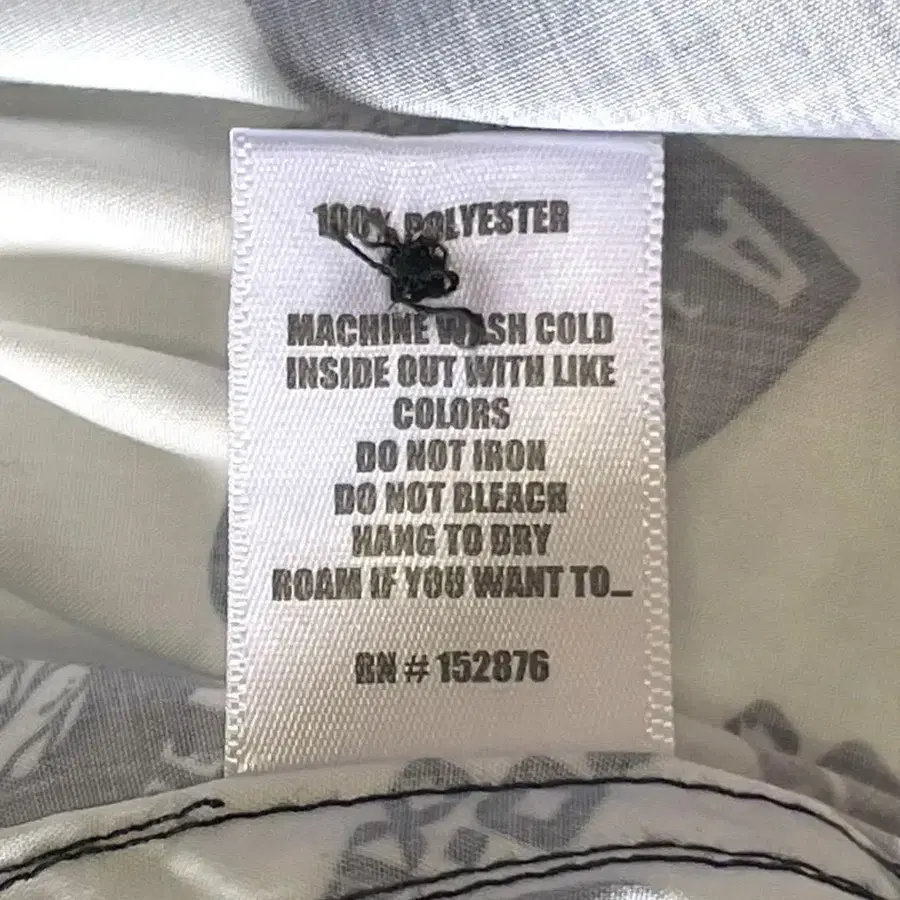 100% POLYESTER
MACHINE WASH COLD
INSIDE OUT WITH LIKE
COLORS
DO NOT IRON
DO NOT BLEACH
HANG TO DRY
ROAM IF YOU WANT TO...
RN # 152876